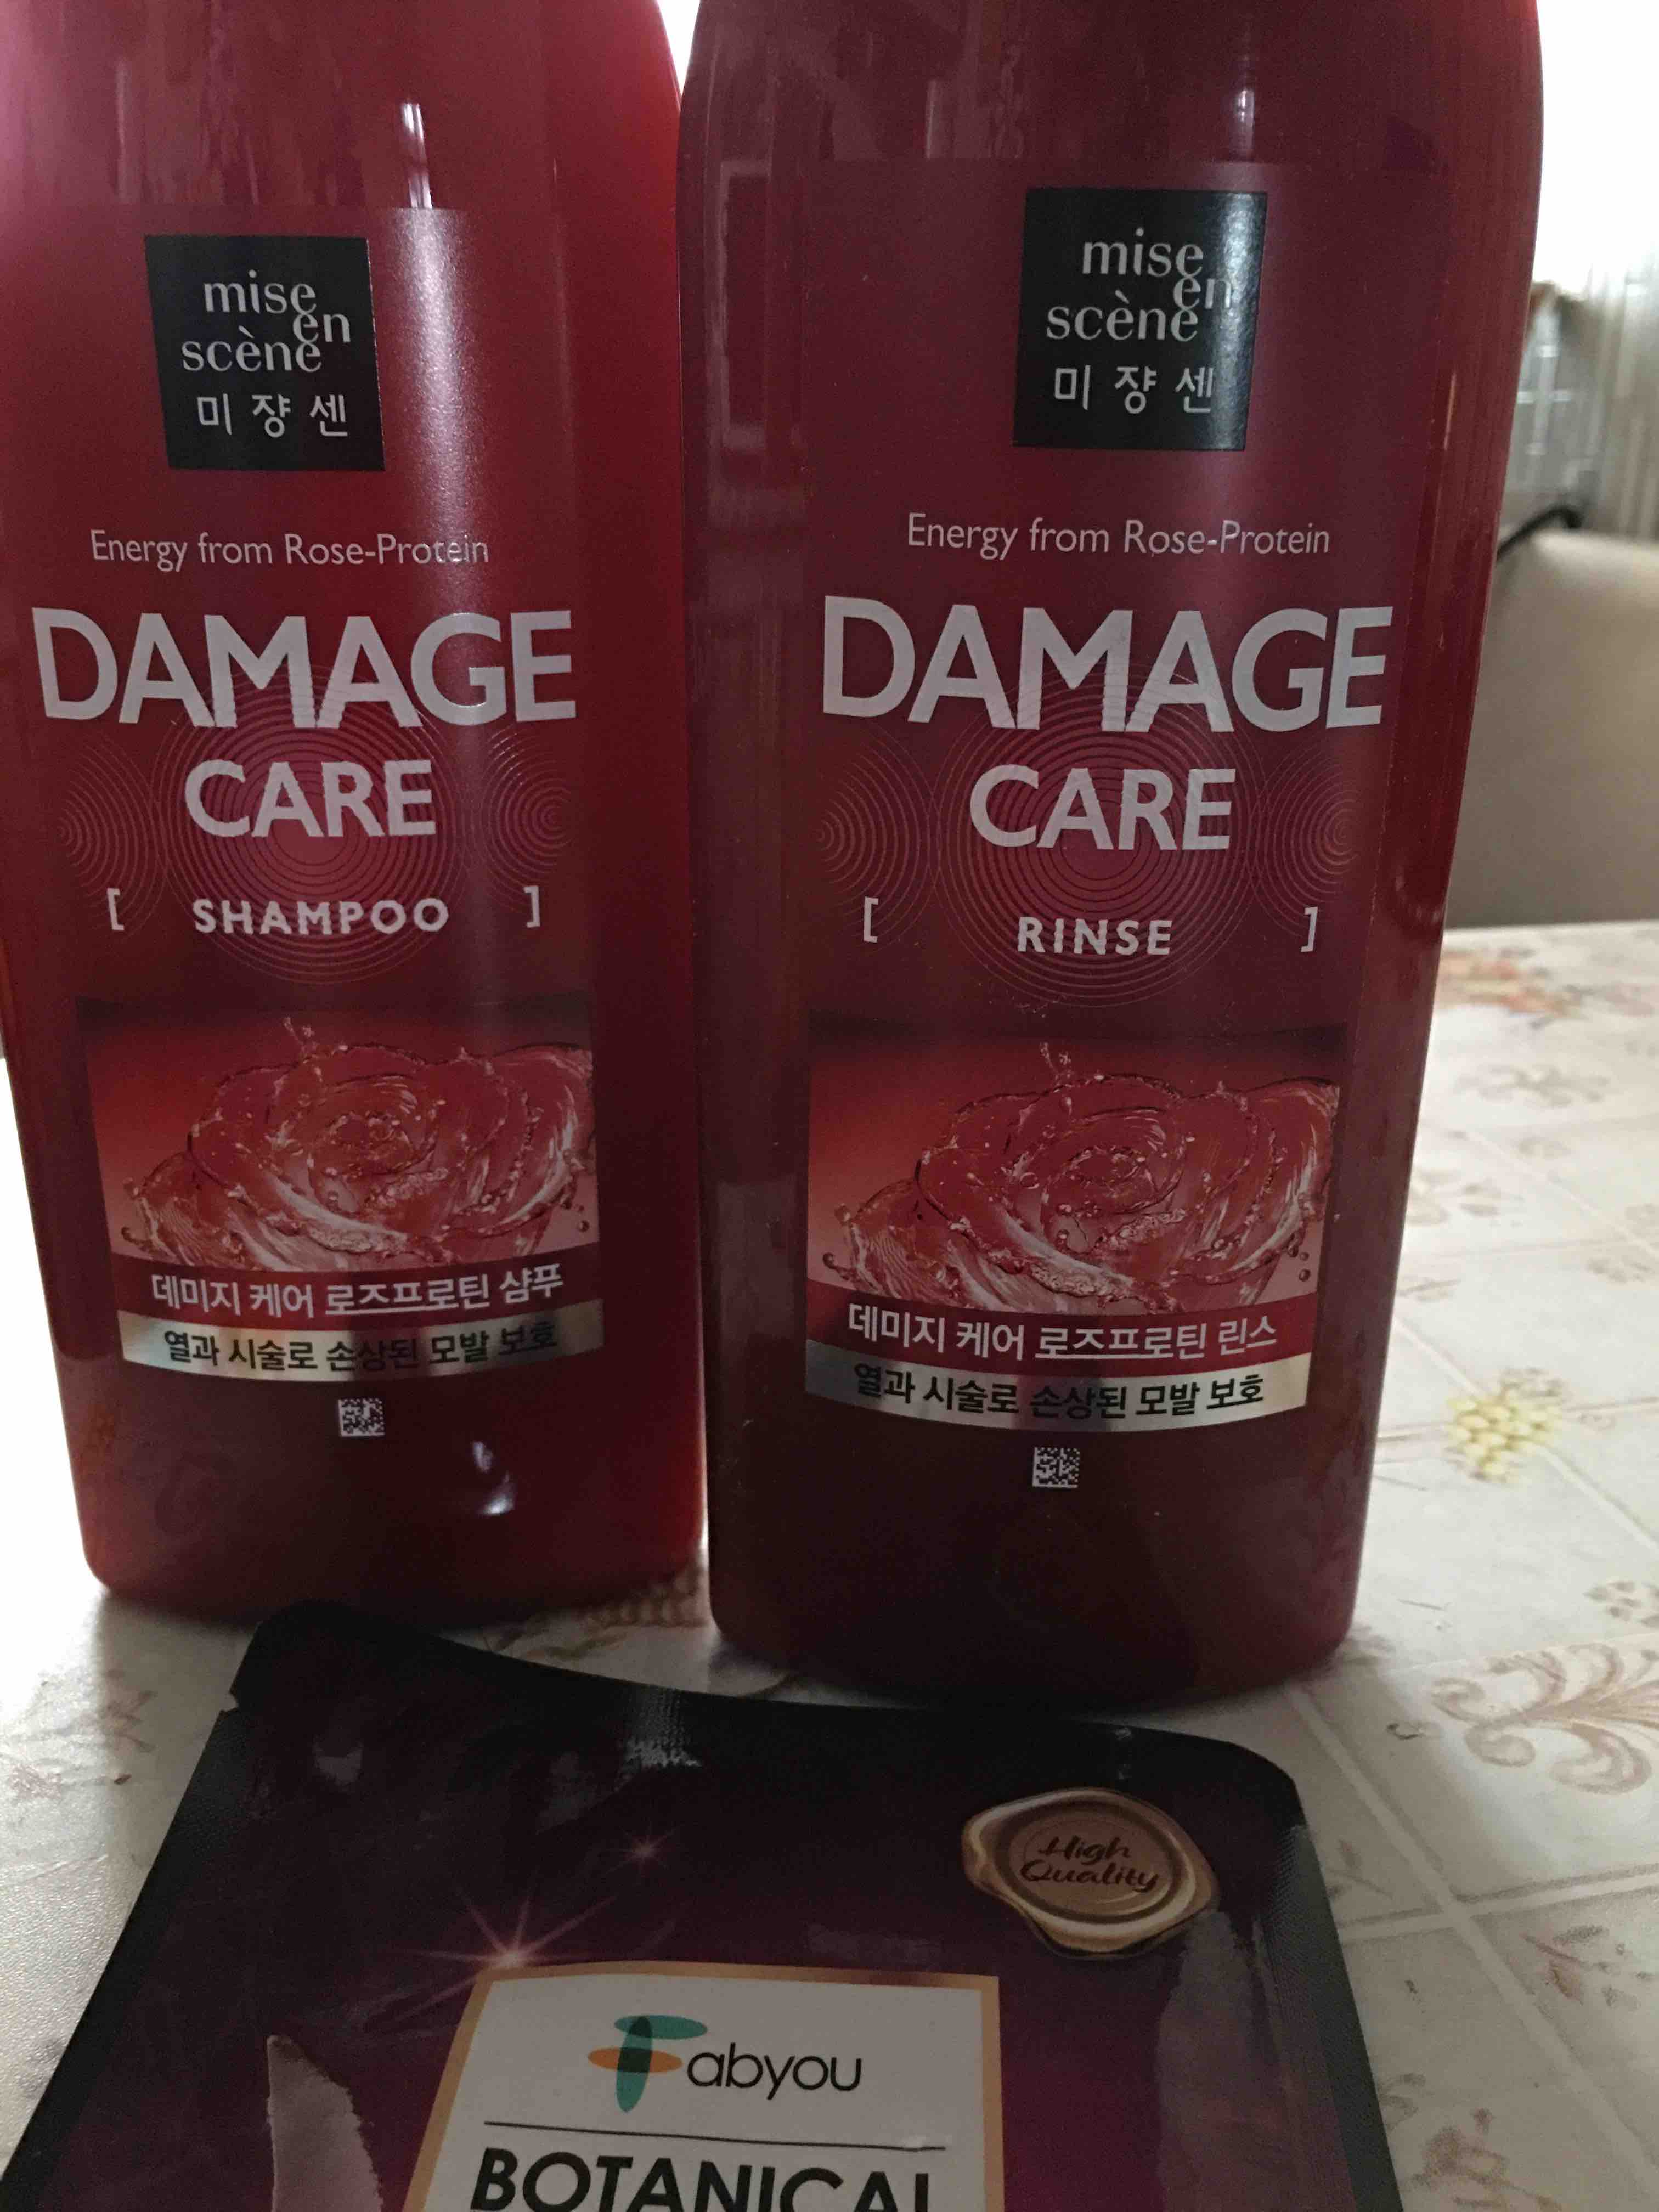 mise
en
scène
미쟝센
Energy from Rose-Protein
DAMAGE
CARE
[ SHAMPOO ]
데미지 케어 로즈프로틴 샴푸
열과 시술로 손상된 모발 보호
mise
en
scène
미쟝센
Energy from Rose-Protein
DAMAGE
CARE
[ RINSE ]
데미지 케어 로즈프로틴 린스
열과 시술로 손상된 모발 보호
High
Quality
Fabyou
BOTANICAL